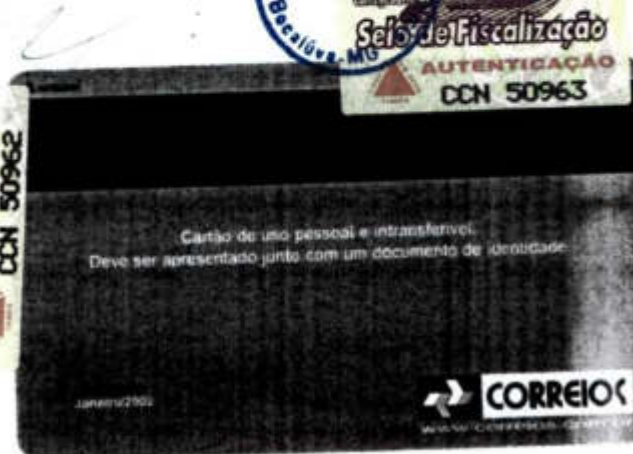 Bocaiúva-MG
Selo de Fiscalização
AUTENTICAÇÃO
CCN 50963
CCN 50962
Cartão de uso pessoal e intransferível.
Deve ser apresentado junto com um documento de identidade
CORREIOS